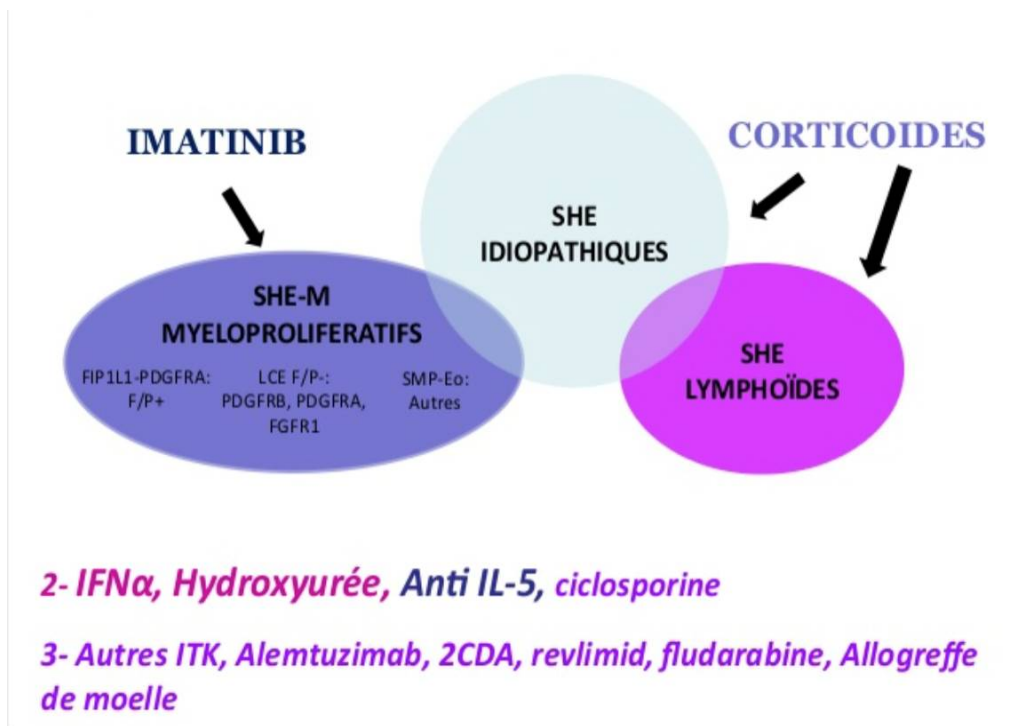 IMATINIB
CORTICOIDES
SHE
IDIOPATHIQUES
SHE-M
MYELOPROLIFERATIFS
FIP1L1-PDGFRA:
F/P+
LCE F/P-:
PDGFRB, PDGFRA,
FGFR1
SMP-Eo:
Autres
SHE
LYMPHOÏDES
2- IFNα, Hydroxyurée, Anti IL-5, ciclosporine
3- Autres ITK, Alemtuzimab, 2CDA, revlimid, fludarabine, Allogreffe
de moelle